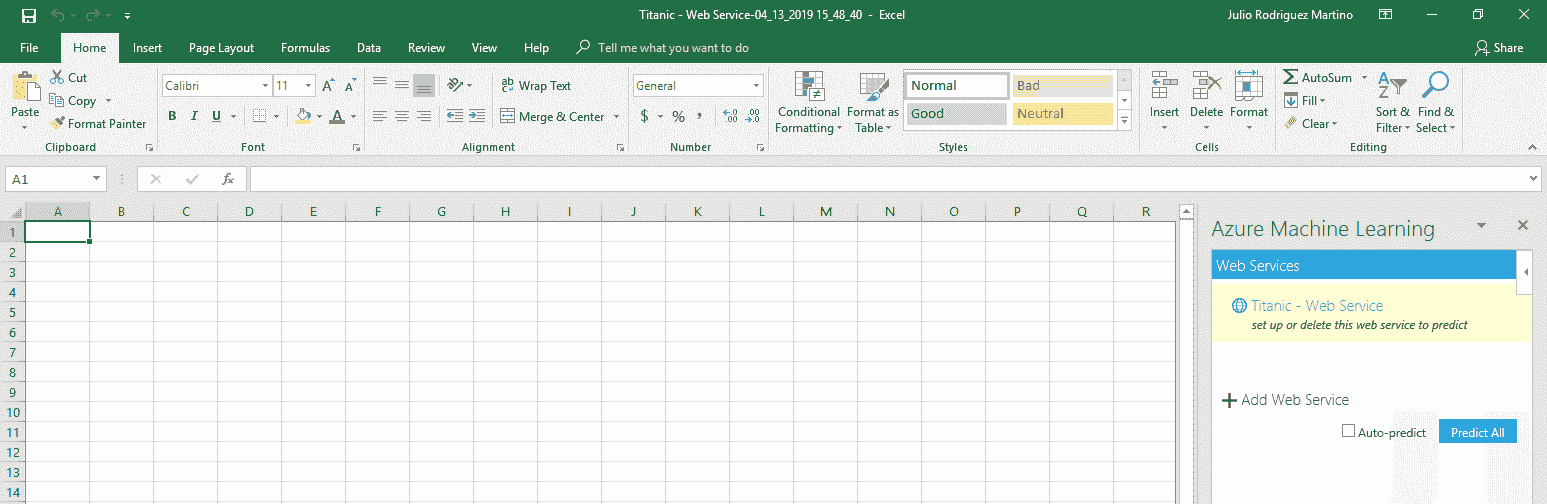 Titanic - Web Service-04_13_2019 15_48_40 - Excel
Julio Rodriguez Martino
File Home Insert Page Layout Formulas Data Review View Help Tell me what you want to do Share
Paste
Cut
Copy
Format Painter
Clipboard
Calibri 11 A A
B I U A
Font
ab Wrap Text
Merge & Center
Alignment
General
$ % , .00 .0
Number
Conditional Formatting
Format as Table
Normal Bad
Good Neutral
Styles
Insert Delete Format
Cells
AutoSum
Fill
Clear
Sort & Filter
Find & Select
Editing
A1 fx
A B C D E F G H I J K L M N O P Q R
1
2
3
4
5
6
7
8
9
10
11
12
13
14
Azure Machine Learning
Web Services
Titanic - Web Service
set up or delete this web service to predict
Add Web Service
Auto-predict Predict All